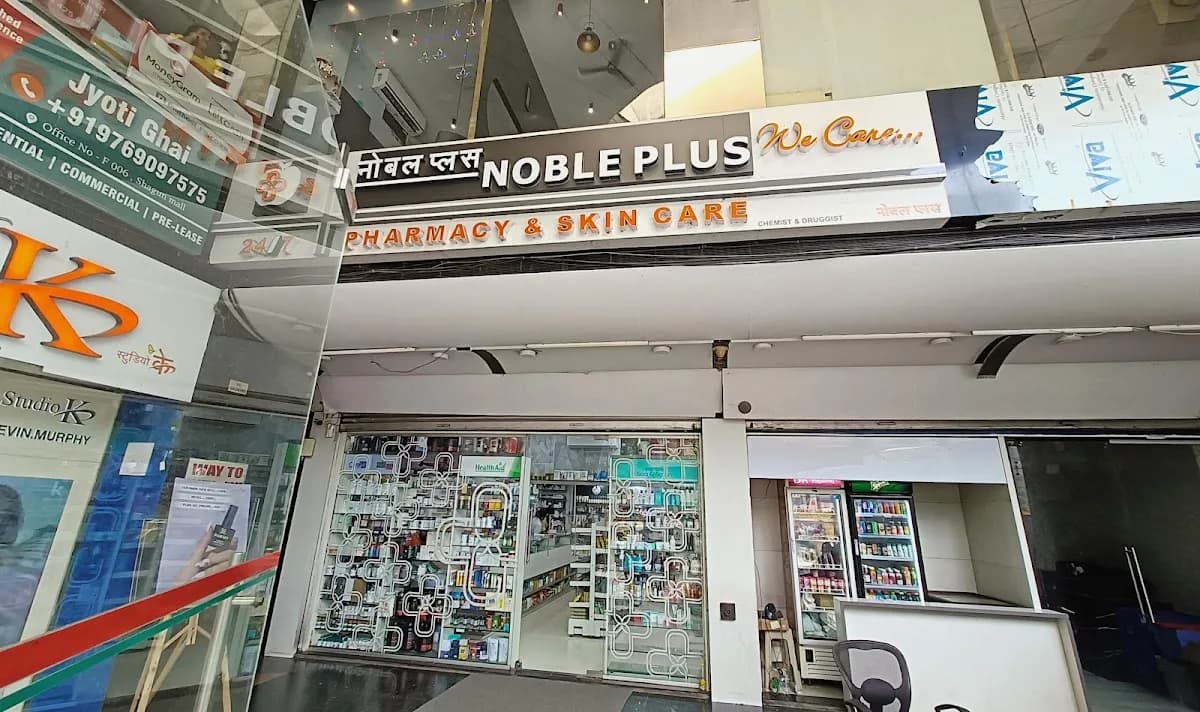 MoneyGram
Jyoti Ghai
+919769097575
Office No - F 006, Shagun mall
ENTIAL | COMMERCIAL | PRE-LEASE
24/7
नोबल प्लस NOBLE PLUS We Care...
PHARMACY & SKIN CARE CHEMIST & DRUGGIST नोबल प्लस
K
स्टुडियो के
Studio K
EVIN.MURPHY
WAY TO
HealthAid